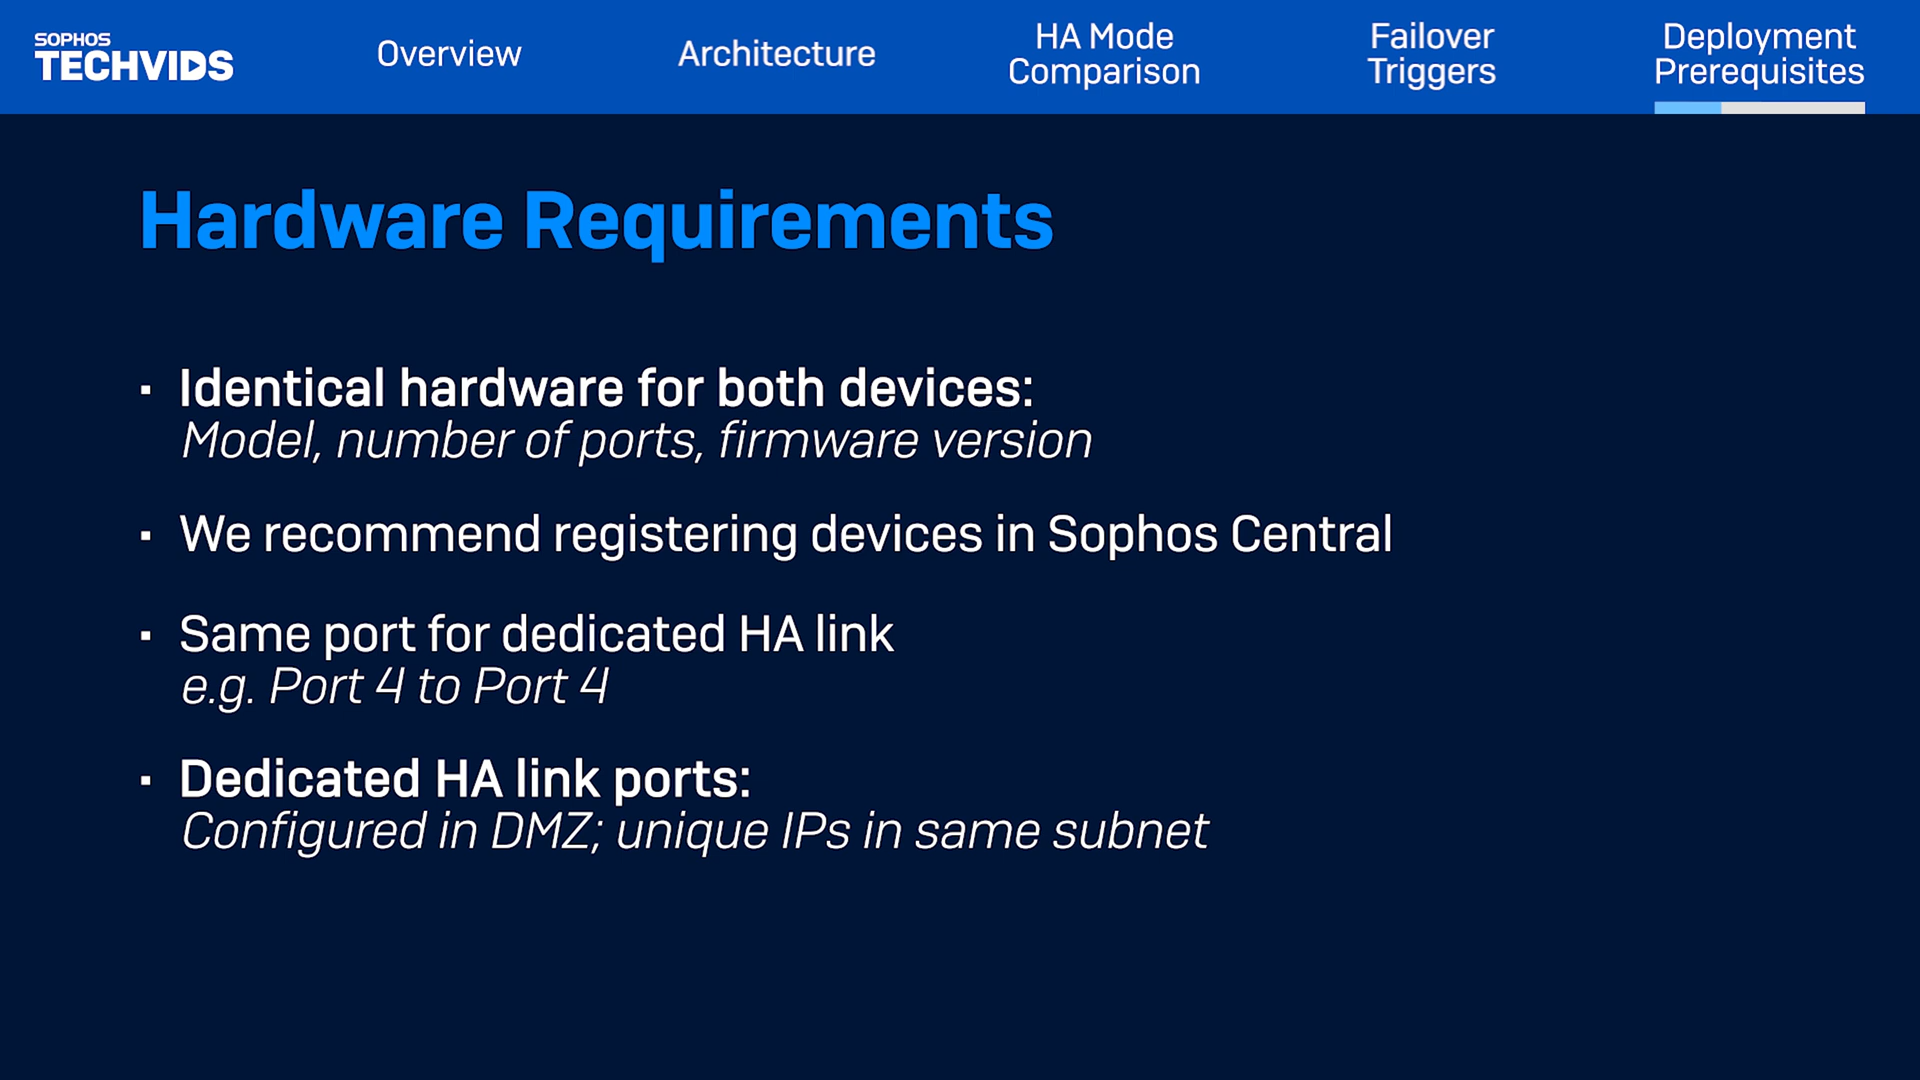 SOPHOS
TECHVIDS
Overview
Architecture
HA Mode
Comparison
Failover
Triggers
Deployment
Prerequisites
Hardware Requirements
▪ Identical hardware for both devices:
Model, number of ports, firmware version
▪ We recommend registering devices in Sophos Central
▪ Same port for dedicated HA link
e.g. Port 4 to Port 4
▪ Dedicated HA link ports:
Configured in DMZ; unique IPs in same subnet